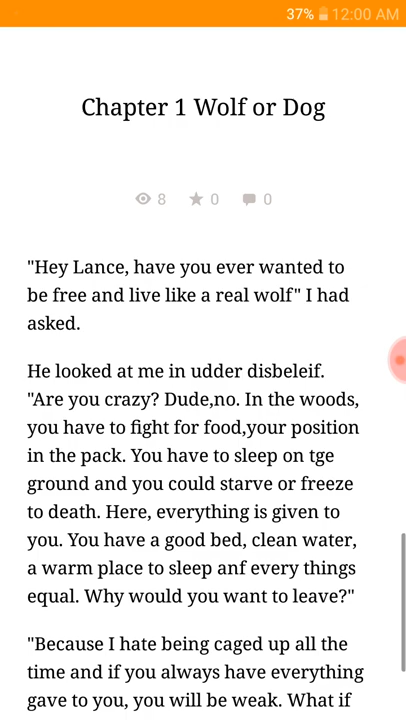 37% 12:00 AM
Chapter 1 Wolf or Dog
8 0 0
"Hey Lance, have you ever wanted to
be free and live like a real wolf" I had
asked.
He looked at me in udder disbeleif.
"Are you crazy? Dude,no. In the woods,
you have to fight for food,your position
in the pack. You have to sleep on tge
ground and you could starve or freeze
to death. Here, everything is given to
you. You have a good bed, clean water,
a warm place to sleep anf every things
equal. Why would you want to leave?"
"Because I hate being caged up all the
time and if you always have everything
gave to you, you will be weak. What if